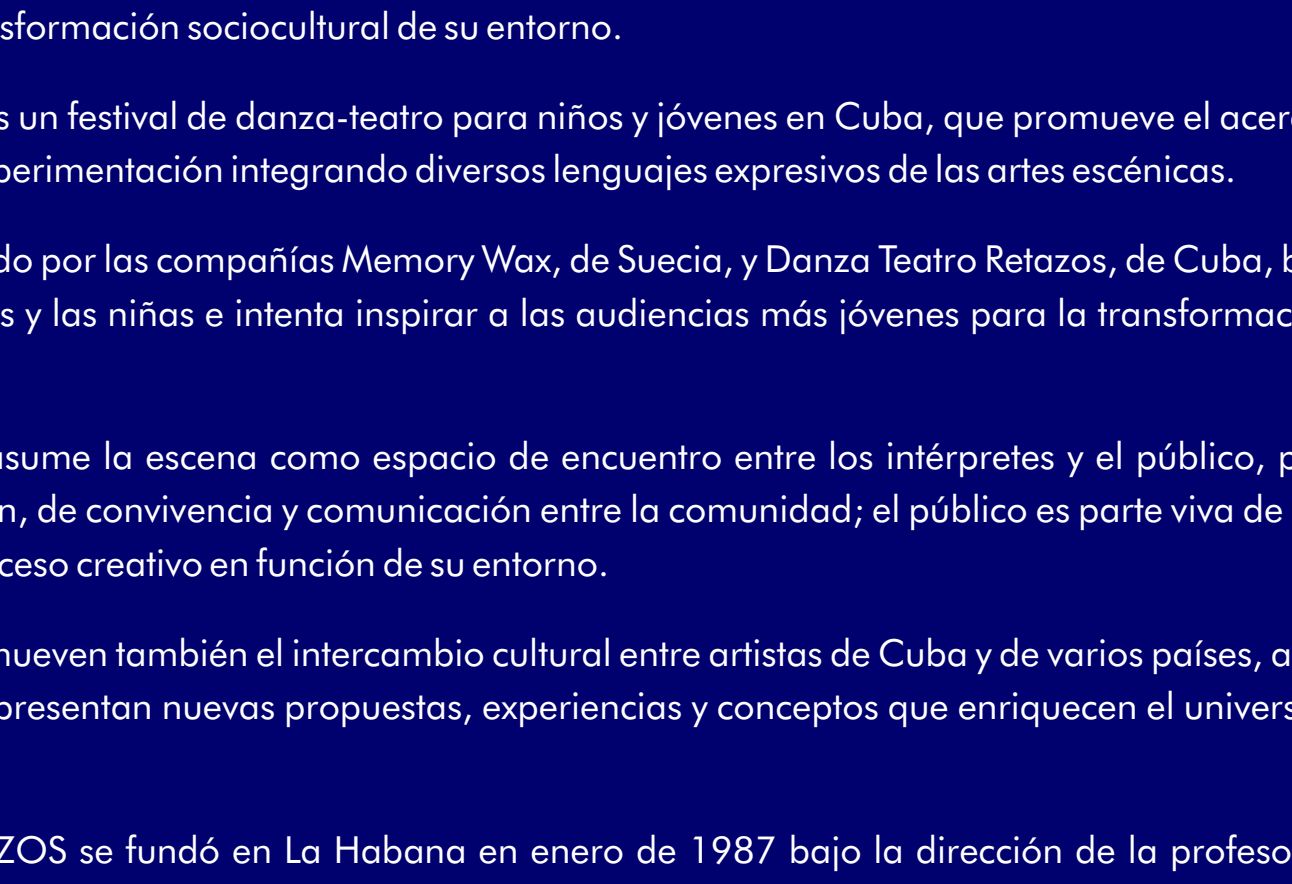 sformación sociocultural de su entorno.
s un festival de danza-teatro para niños y jóvenes en Cuba, que promueve el acer
perimentación integrando diversos lenguajes expresivos de las artes escénicas.
do por las compañías Memory Wax, de Suecia, y Danza Teatro Retazos, de Cuba, b
s y las niñas e intenta inspirar a las audiencias más jóvenes para la transformac
asume la escena como espacio de encuentro entre los intérpretes y el público, p
n, de convivencia y comunicación entre la comunidad; el público es parte viva de
ceso creativo en función de su entorno.
mueven también el intercambio cultural entre artistas de Cuba y de varios países, a
presentan nuevas propuestas, experiencias y conceptos que enriquecen el univers
ZOS se fundó en La Habana en enero de 1987 bajo la dirección de la profeso